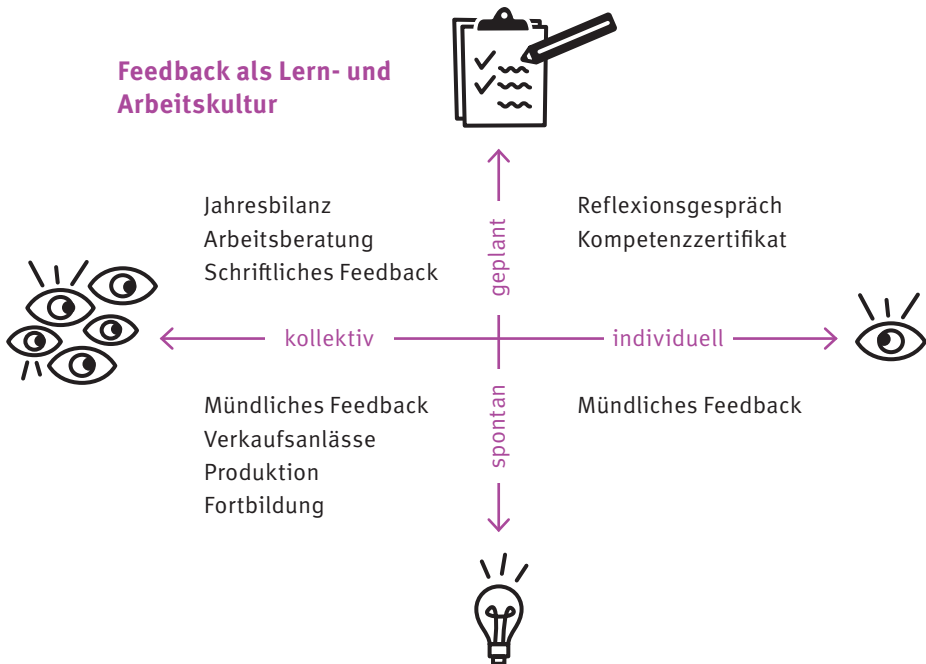 Feedback als Lern- und
Arbeitskultur
Jahresbilanz
Arbeitsberatung
Schriftliches Feedback
geplant
Reflexionsgespräch
Kompetenzzertifikat
kollektiv
individuell
Mündliches Feedback
Verkaufsanlässe
Produktion
Fortbildung
spontan
Mündliches Feedback